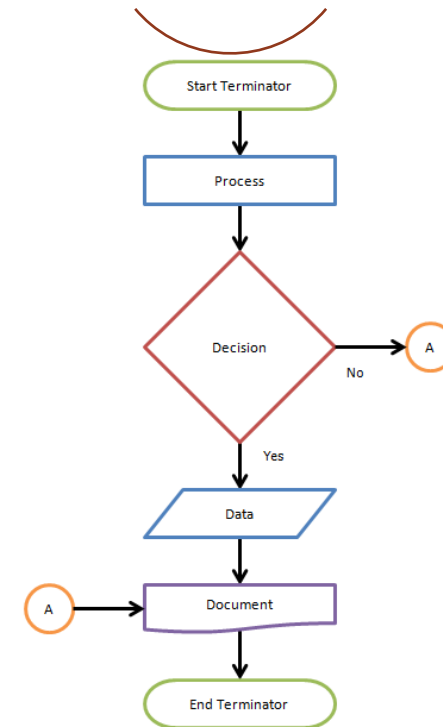 Start Terminator
Process
Decision
A
No
Yes
Data
A
Document
End Terminator